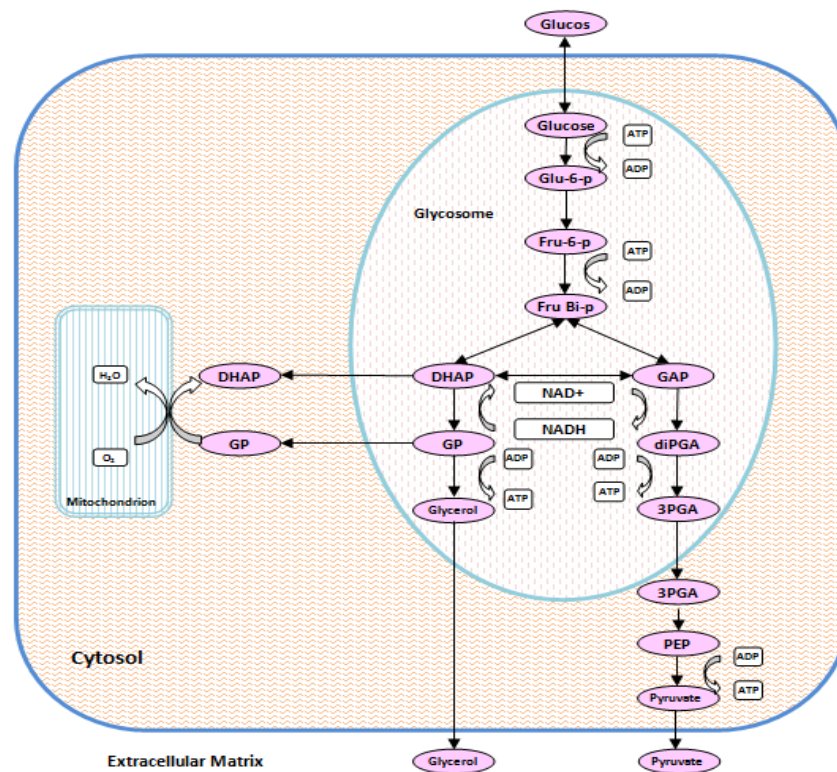 Glucos
Glucose
ATP
ADP
Glu-6-p
Glycosome
Fru-6-p
ATP
ADP
Fru Bi-p
H₂O
DHAP
DHAP
GAP
NAD+
NADH
GP
GP
diPGA
O₂
ADP
ADP
ATP
ATP
Mitochondrion
Glycerol
3PGA
3PGA
PEP
Cytosol
ADP
ATP
Pyruvate
Extracellular Matrix
Glycerol
Pyruvate